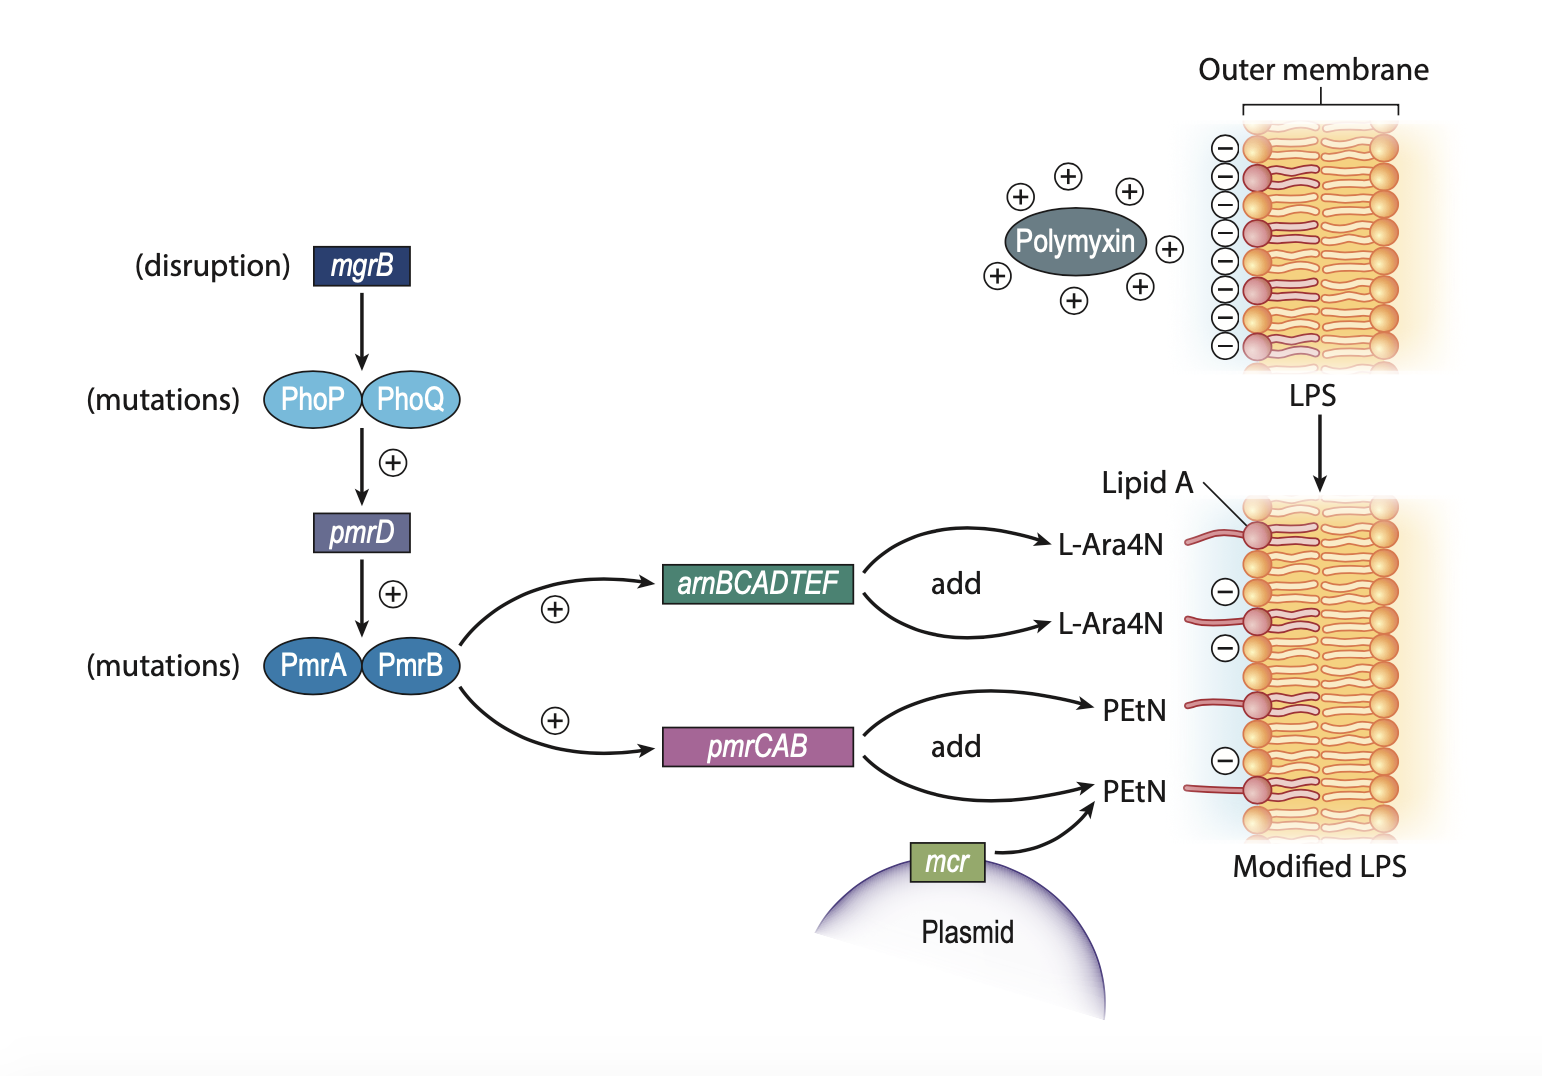 Outer membrane
Polymyxin
(disruption) mgrB
(mutations) PhoP PhoQ
LPS
Lipid A
pmrD
L-Ara4N
arnBCADTEF
add
L-Ara4N
(mutations) PmrA PmrB
PEtN
pmrCAB
add
PEtN
mcr
Modified LPS
Plasmid